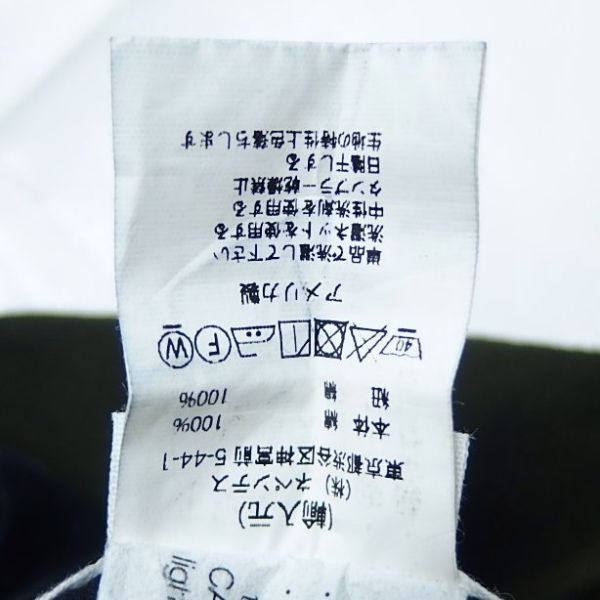 (輸入元)
(株) ネペンテス
東京都渋谷区神宮前 5-44-1
本体 綿 100%
紐 綿 100%
40 F W
アメリカ製
単品で洗濯して下さい
洗濯ネットを使用する
中性洗剤を使用する
タンブラー乾燥禁止
日陰干しする
生地の特性上色落ちします
CA